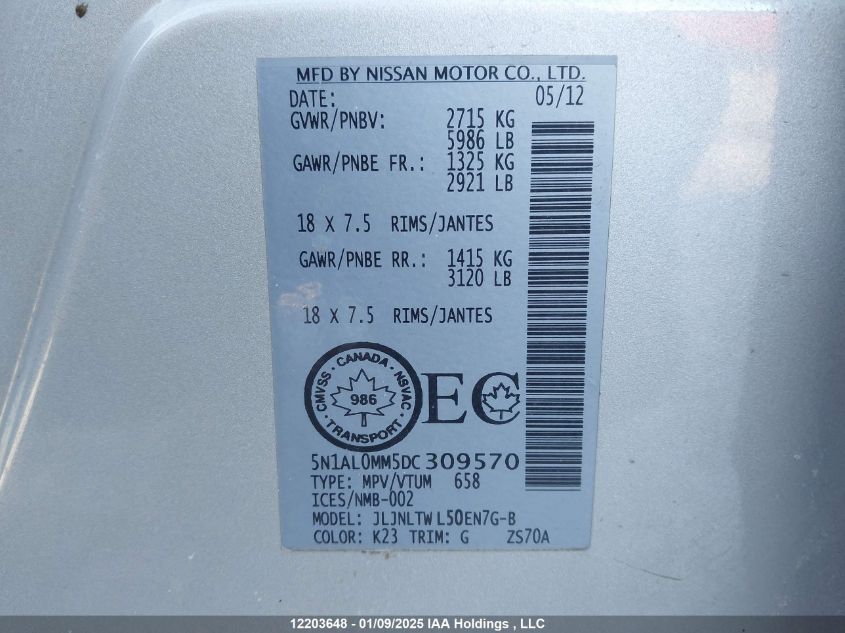 MFD BY NISSAN MOTOR CO., LTD.
DATE: 05/12
GVWR/PNBV: 2715 KG
5986 LB
GAWR/PNBE FR.: 1325 KG
2921 LB
18 X 7.5 RIMS/JANTES
GAWR/PNBE RR.: 1415 KG
3120 LB
18 X 7.5 RIMS/JANTES
CANADA
CMVSS · NSVAC
986
TRANSPORT
EC
5N1AL0MM5DC309570
TYPE: MPV/VTUM 658
ICES/NMB-002
MODEL: JLJNLTWL50EN7G-B
COLOR: K23 TRIM: G ZS70A
12203648 - 01/09/2025 IAA Holdings , LLC